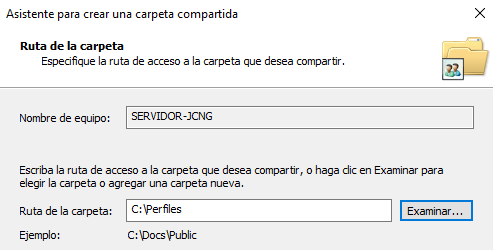 Asistente para crear una carpeta compartida
Ruta de la carpeta
Especifique la ruta de acceso a la carpeta que desea compartir.
Nombre de equipo: SERVIDOR-JCNG
Escriba la ruta de acceso a la carpeta que desea compartir, o haga clic en Examinar para
elegir la carpeta o agregar una carpeta nueva.
Ruta de la carpeta: C:\Perfiles Examinar...
Ejemplo: C:\Docs\Public